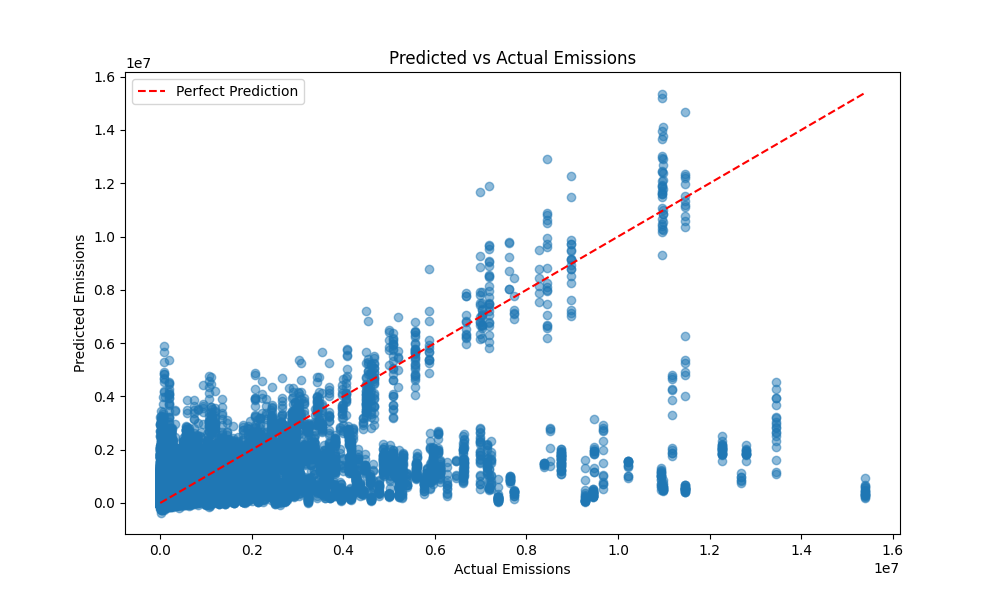 Predicted vs Actual Emissions
1e7
1.6
1.4
1.2
1.0
0.8
0.6
0.4
0.2
0.0
Predicted Emissions
Perfect Prediction
0.0 0.2 0.4 0.6 0.8 1.0 1.2 1.4 1.6
Actual Emissions
1e7